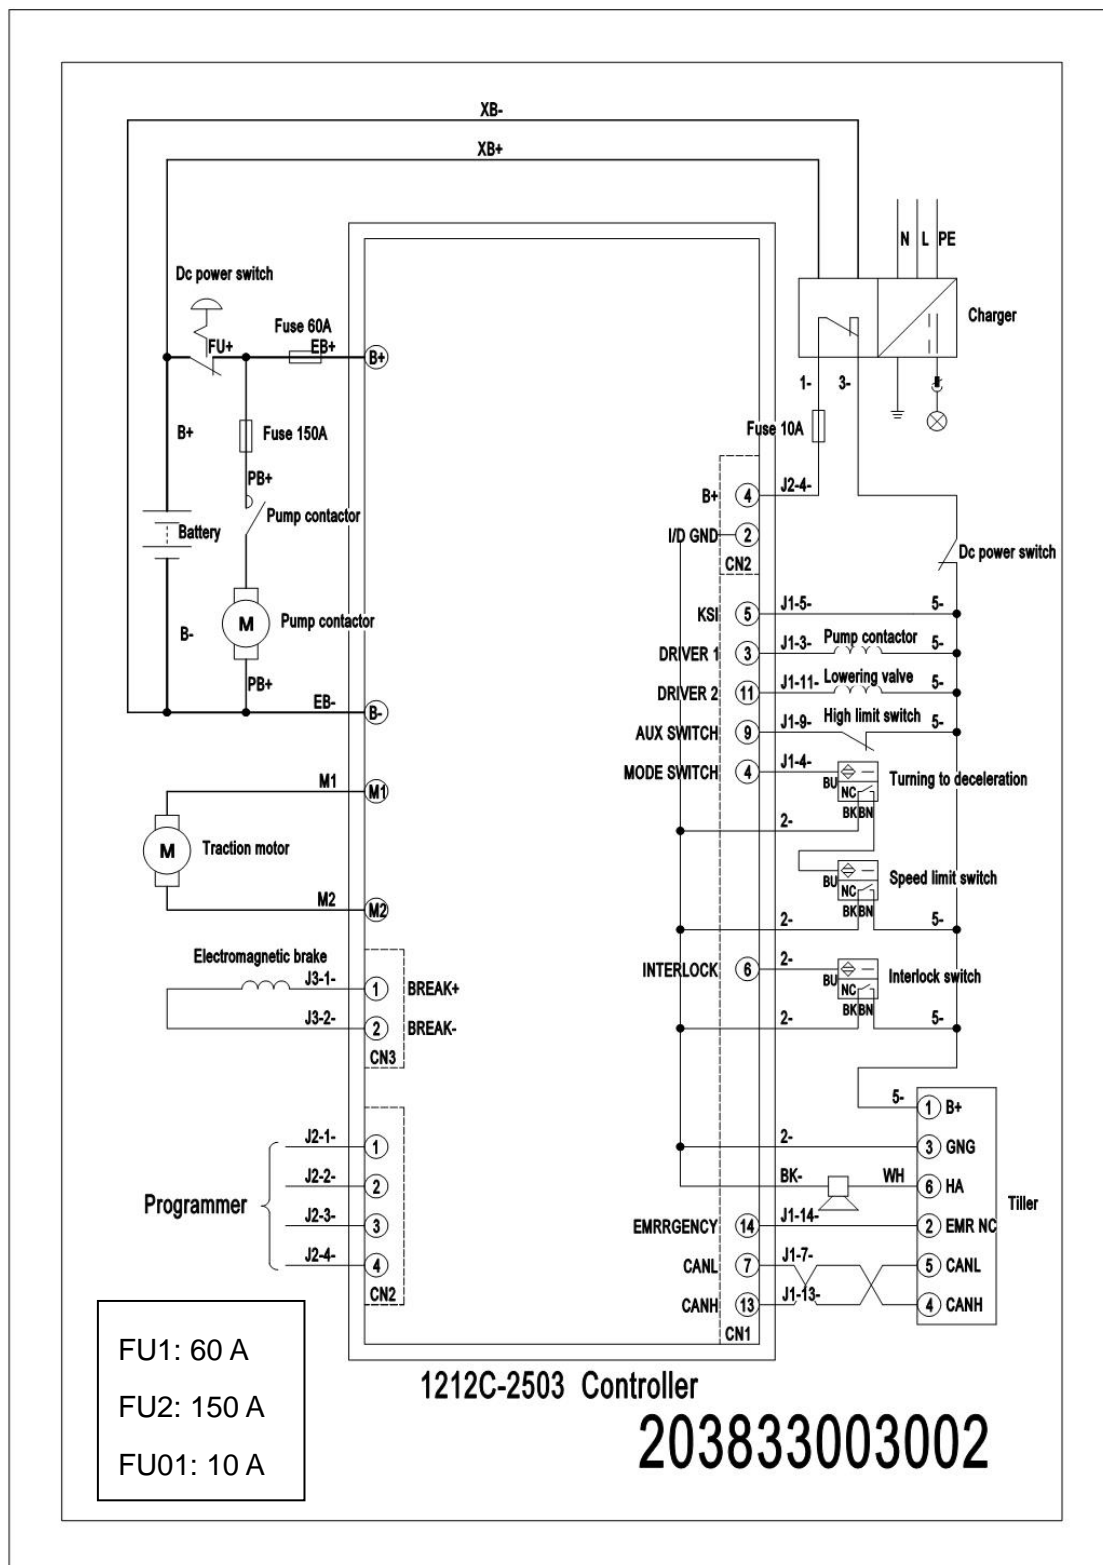 XB-
XB+
N L PE
Dc power switch
Charger
Fuse 60A
FU+
EB+
B+
1-
3-
B+
Fuse 150A
Fuse 10A
PB+
B+
4
J2-4-
Pump contactor
Battery
I/D GND
2
CN2
Dc power switch
KSI
5
J1-5-
5-
M
Pump contactor
B-
DRIVER 1
3
J1-3-
Pump contactor
5-
PB+
DRIVER 2
11
J1-11-
Lowering valve
5-
EB-
B-
AUX SWITCH
9
J1-9-
High limit switch
5-
MODE SWITCH
4
J1-4-
BU
NC
BK
BN
Turning to deceleration
M1
M1
2-
M
Traction motor
BU
NC
BK
BN
Speed limit switch
M2
M2
2-
5-
Electromagnetic brake
INTERLOCK
6
2-
BU
NC
BK
BN
Interlock switch
J3-1-
1
BREAK+
J3-2-
2
BREAK-
2-
5-
CN3
5-
1
B+
J2-1-
1
2-
3
GNG
J2-2-
2
BK-
WH
6
HA
Programmer
Tiller
J2-3-
3
EMRRGENCY
14
J1-14-
2
EMR NC
J2-4-
4
CANL
7
J1-7-
5
CANL
CN2
CANH
13
J1-13-
4
CANH
CN1
FU1: 60 A
FU2: 150 A
FU01: 10 A
1212C-2503 Controller
203833003002